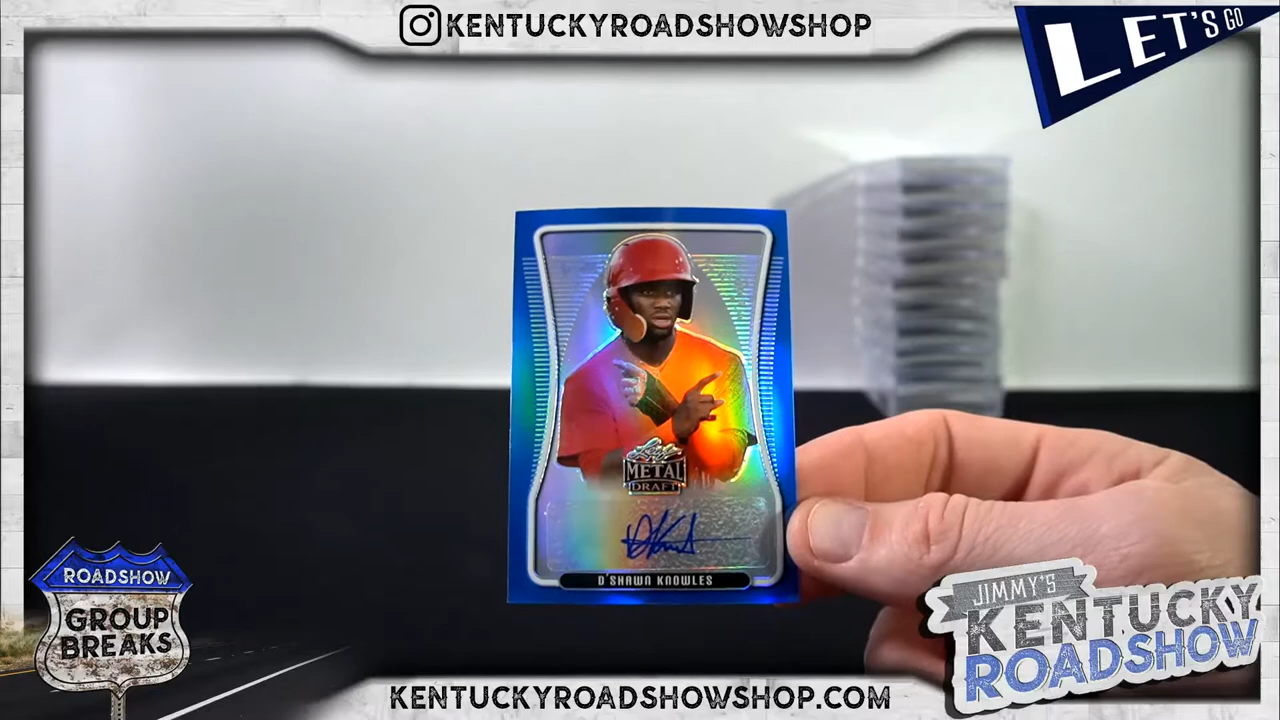 KENTUCKYROADSHOWSHOP
LET'S GO
Leaf
METAL
DRAFT
D'SHAWN KNOWLES
ROADSHOW
GROUP
BREAKS
JIMMY'S
KENTUCKY
ROADSHOW
KENTUCKYROADSHOWSHOP.COM